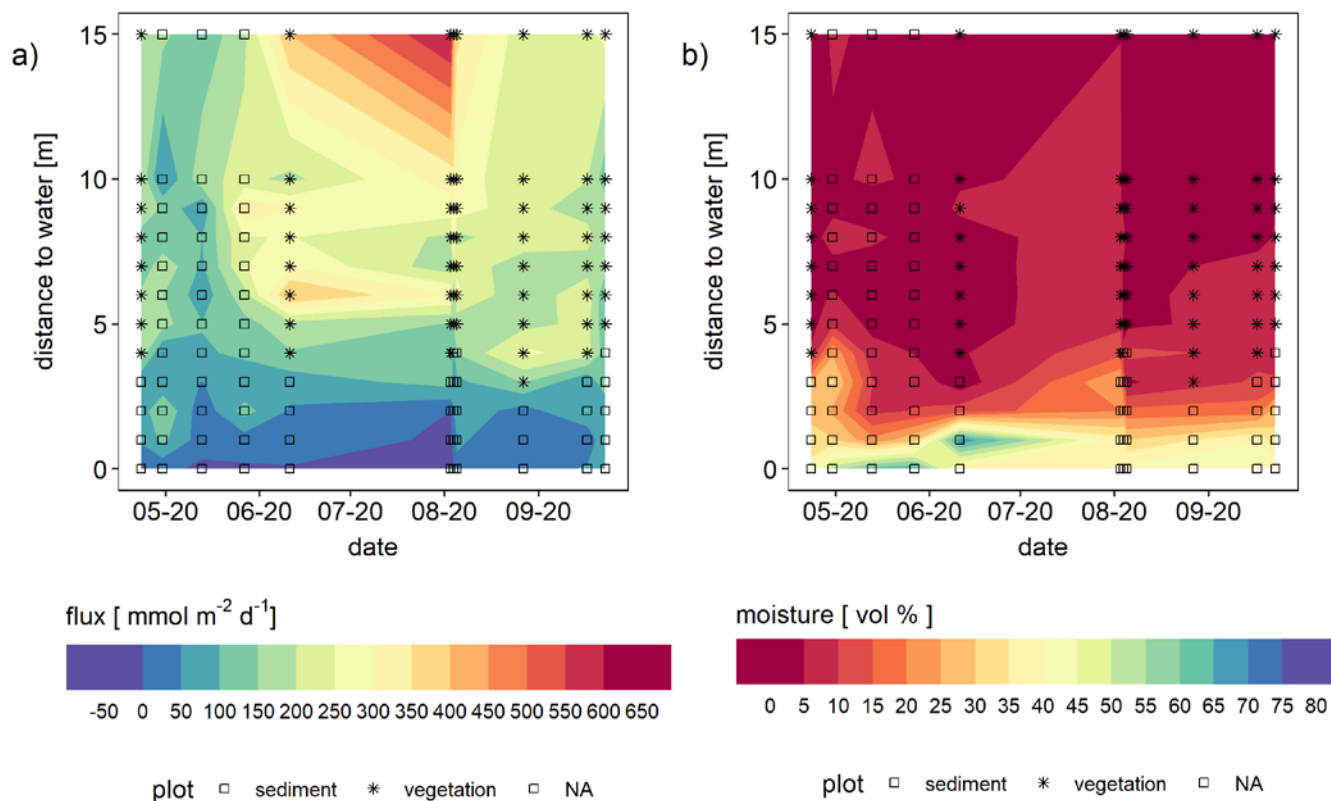 a)
15
10
5
0
distance to water [m]
05-20 06-20 07-20 08-20 09-20
date
flux [ mmol m⁻² d⁻¹]
-50 0 50 100 150 200 250 300 350 400 450 500 550 600 650
plot sediment vegetation NA
b)
15
10
5
0
distance to water [m]
05-20 06-20 07-20 08-20 09-20
date
moisture [ vol % ]
0 5 10 15 20 25 30 35 40 45 50 55 60 65 70 75 80
plot sediment vegetation NA